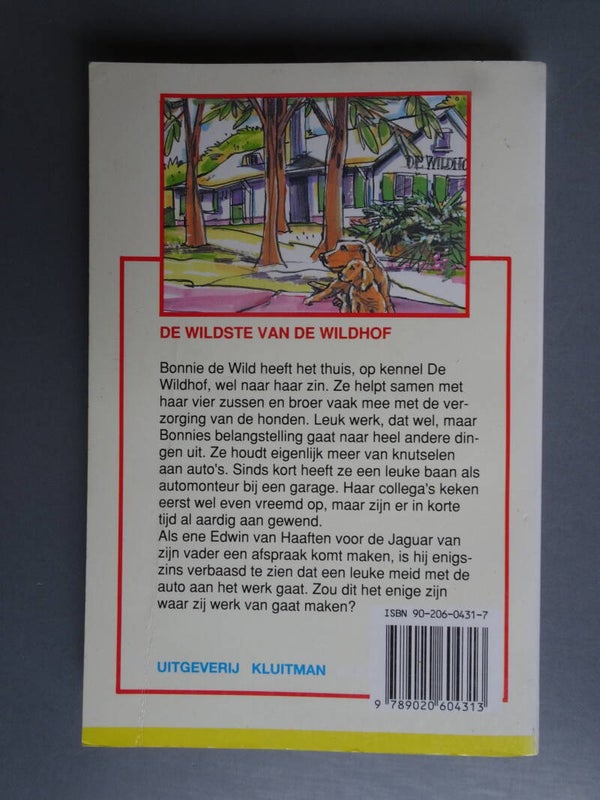 DE WILDHO
DE WILDSTE VAN DE WILDHOF
Bonnie de Wild heeft het thuis, op kennel De
Wildhof, wel naar haar zin. Ze helpt samen met
haar vier zussen en broer vaak mee met de ver-
zorging van de honden. Leuk werk, dat wel, maar
Bonnies belangstelling gaat naar heel andere din-
gen uit. Ze houdt eigenlijk meer van knutselen
aan auto's. Sinds kort heeft ze een leuke baan als
automonteur bij een garage. Haar collega's keken
eerst wel even vreemd op, maar zijn er in korte
tijd al aardig aan gewend.
Als ene Edwin van Haaften voor de Jaguar van
zijn vader een afspraak komt maken, is hij enigs-
zins verbaasd te zien dat een leuke meid met de
auto aan het werk gaat. Zou dit het enige zijn
waar zij werk van gaat maken?
ISBN 90-206-0431-7
UITGEVERIJ KLUITMAN
9 789020 604313